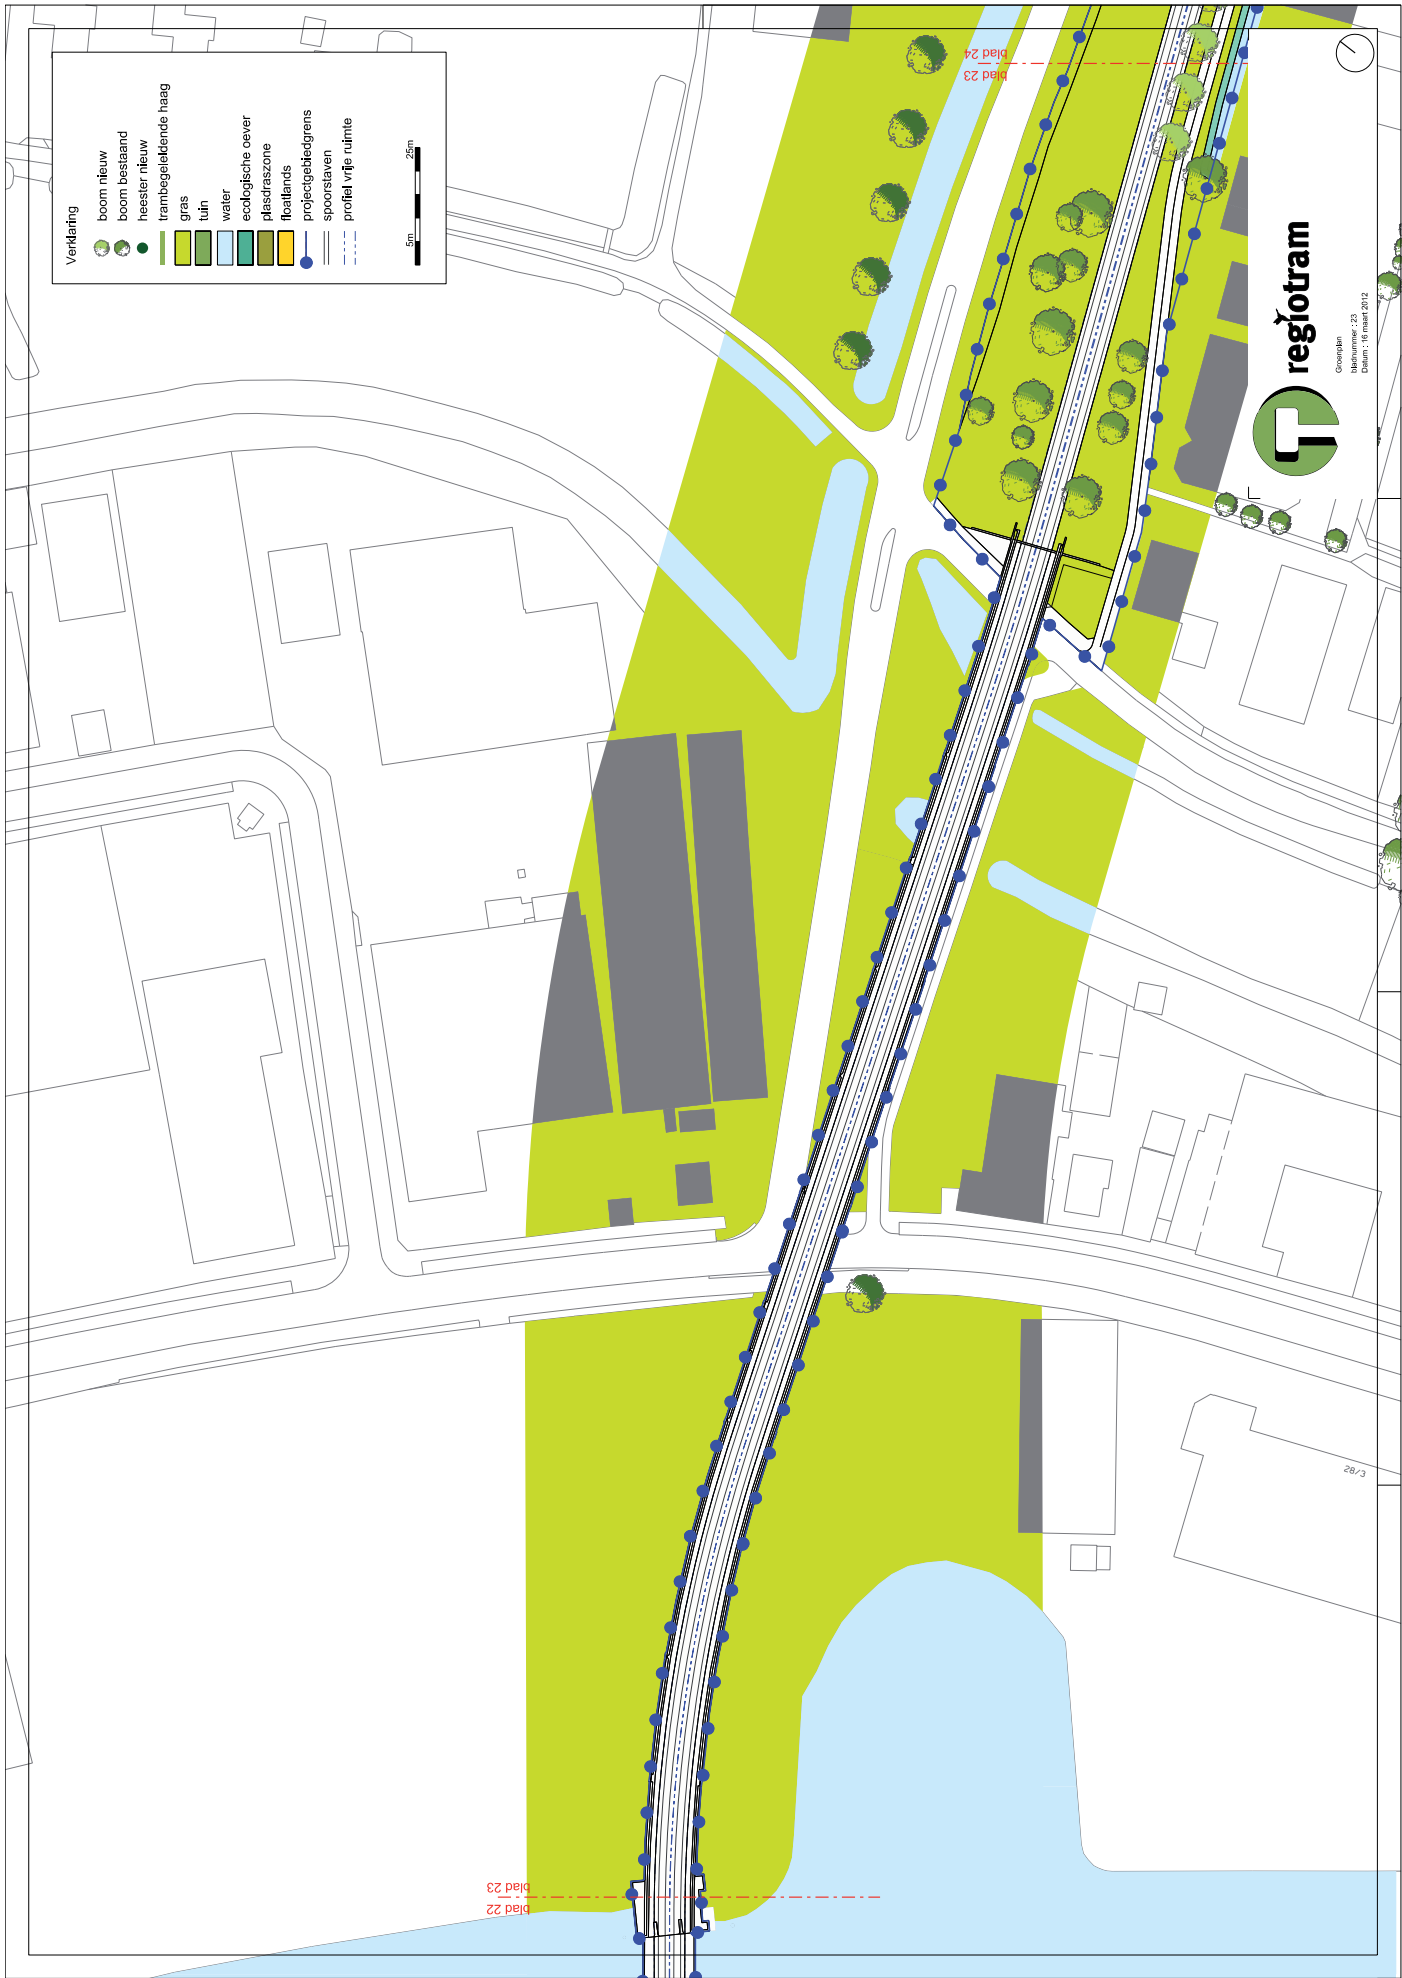 Verklaring
boom nieuw
boom bestaand
heester nieuw
trambegeleidende haag
gras
tuin
water
ecologische oever
plasdraszone
floatlands
projectgebiedgrens
spoorstaven
profiel vrije ruimte
5m
25m
blad 24
blad 23
regiotram
Groenplan
bladnummer : 23
Datum : 16 maart 2012
28/3
blad 23
blad 22